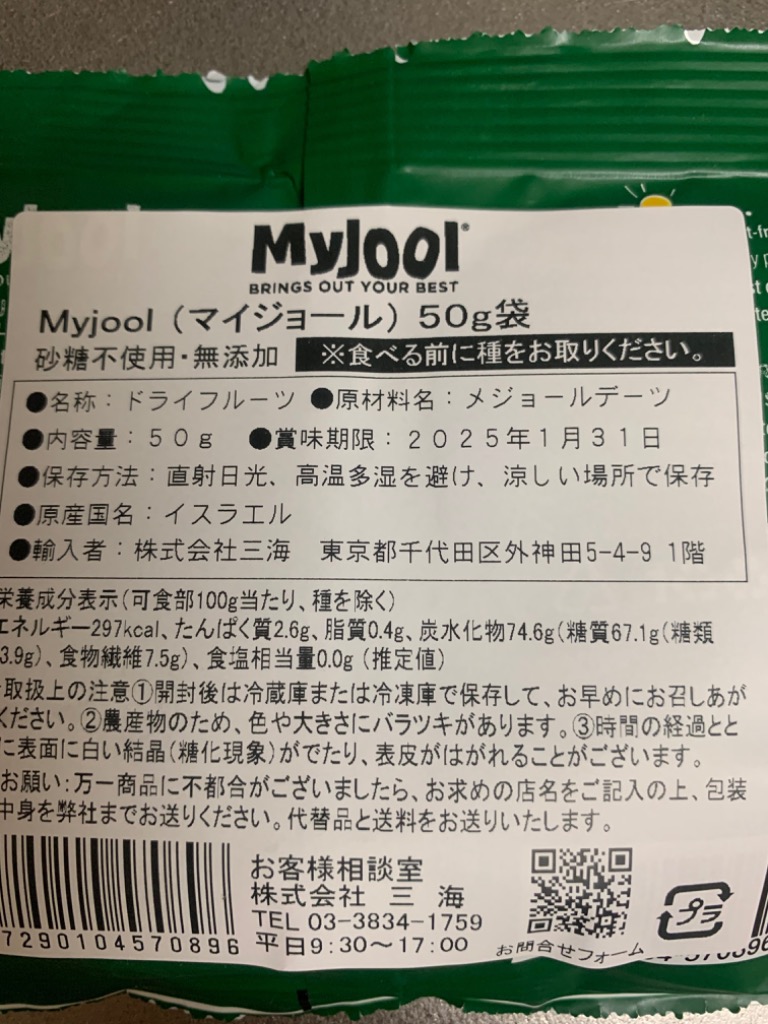 MyJool®
BRINGS OUT YOUR BEST
Myjool（マイジョール）50g袋
砂糖不使用・無添加 ※食べる前に種をお取りください。
●名称：ドライフルーツ ●原材料名：メジョールデーツ
●内容量：50g ●賞味期限：2025年1月31日
●保存方法：直射日光、高温多湿を避け、涼しい場所で保存
●原産国名：イスラエル
●輸入者：株式会社三海 東京都千代田区外神田5-4-9 1階
栄養成分表示（可食部100g当たり、種を除く）
エネルギー297kcal、たんぱく質2.6g、脂質0.4g、炭水化物74.6g（糖質67.1g（糖類
3.9g）、食物繊維7.5g）、食塩相当量0.0g（推定値）
取扱上の注意①開封後は冷蔵庫または冷凍庫で保存して、お早めにお召しあが
ください。②農産物のため、色や大きさにバラツキがあります。③時間の経過とと
に表面に白い結晶（糖化現象）がでたり、表皮がはがれることがございます。
お願い：万一商品に不都合がございましたら、お求めの店名をご記入の上、包装
中身を弊社までお送りください。代替品と送料をお送りいたします。
お客様相談室
株式会社 三 海
TEL 03-3834-1759
平日9:30～17:00
7290104570896
お問合せフォーム
プラ